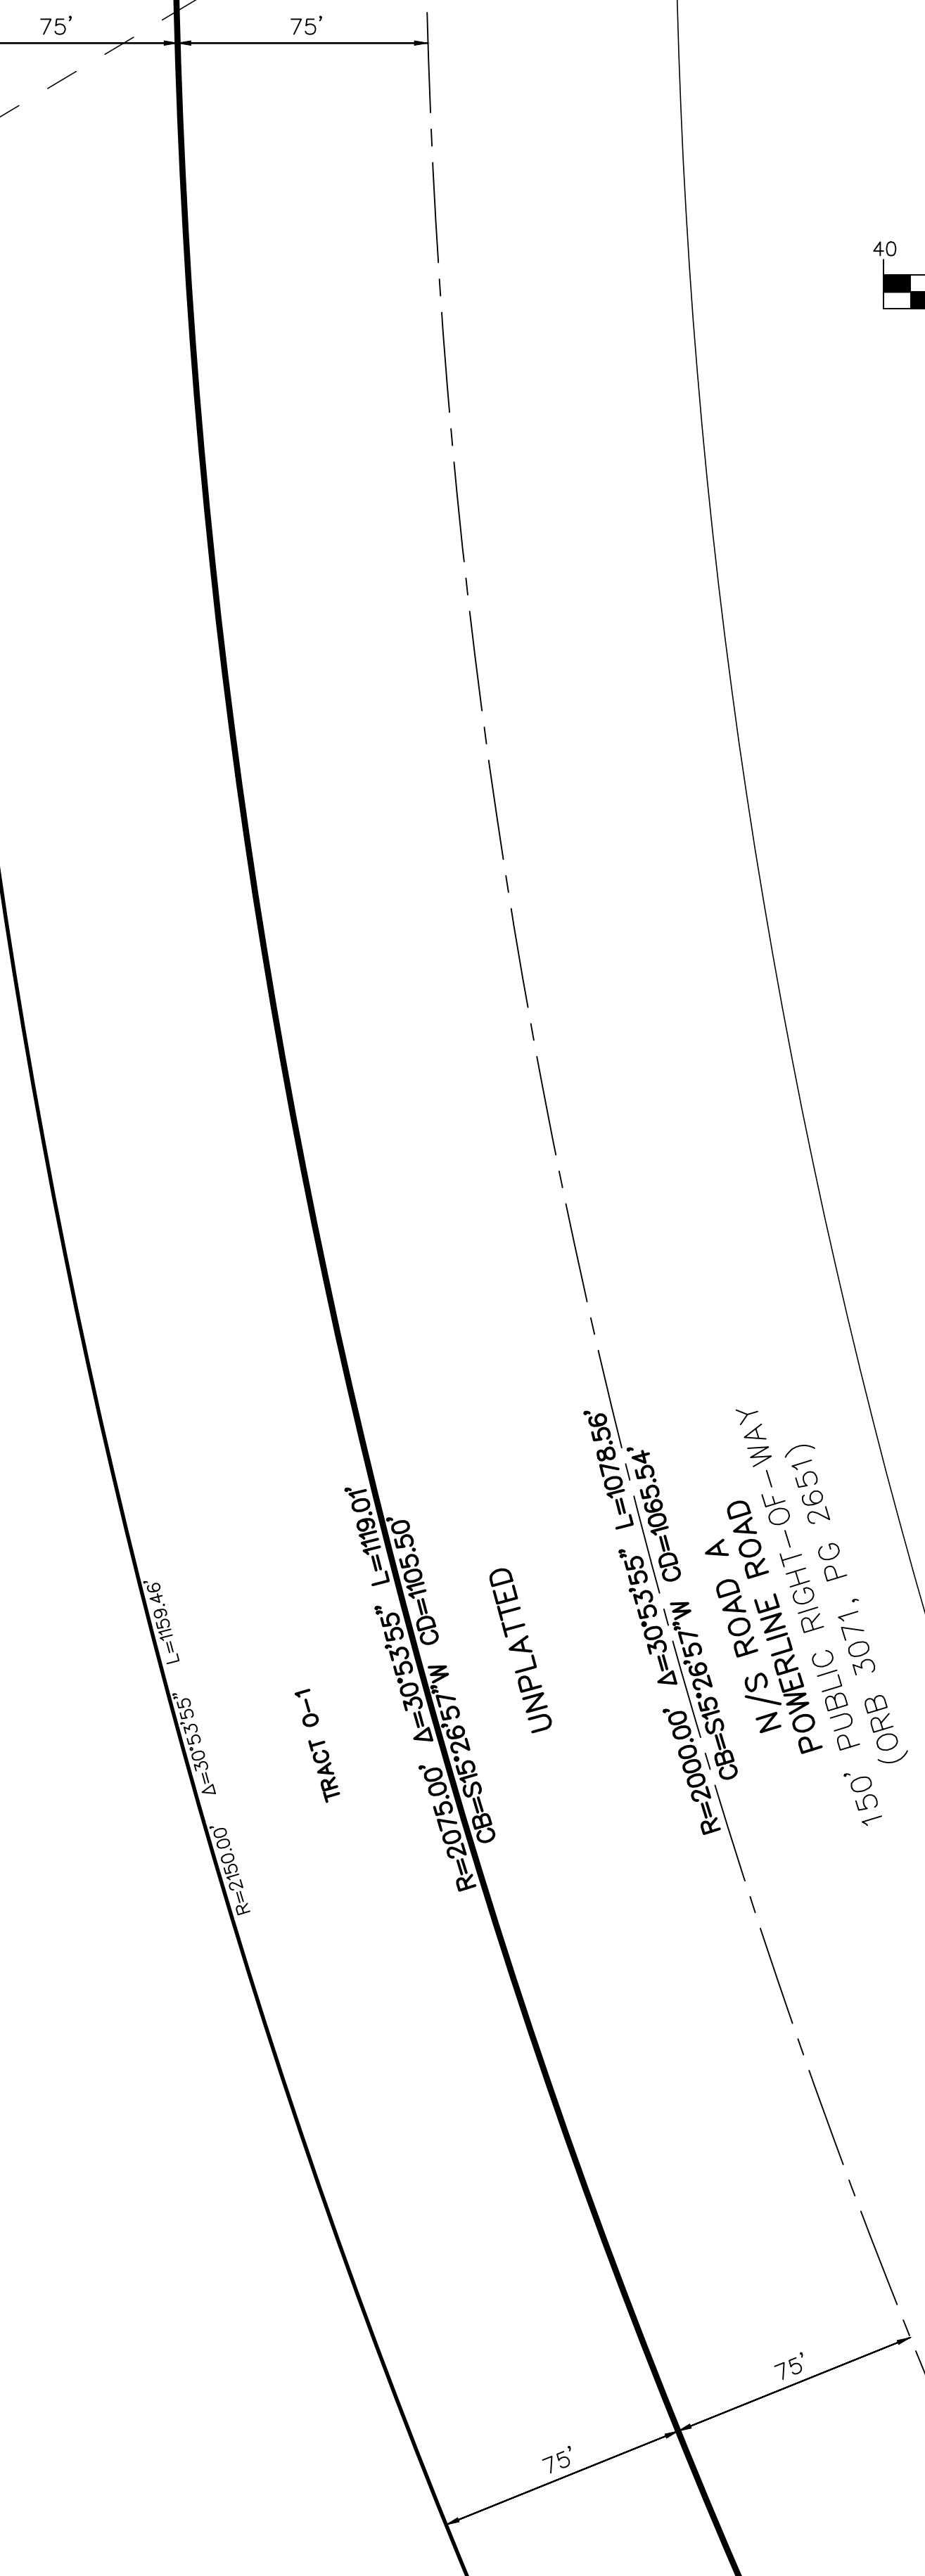 75’
75’
40
R=2150.00’ Δ=30°53’55” L=1159.46’
TRACT O-1
R=2075.00’ Δ=30°53’55” L=1119.01’
CB=S15°26’57”W CD=1105.50’
UNPLATTED
R=2000.00’ Δ=30°53’55” L=1078.56’
CB=S15°26’57”W CD=1065.54’
N/S ROAD A
POWERLINE ROAD
150’ PUBLIC RIGHT-OF-WAY
(ORB 3071, PG 2651)
75’
75’